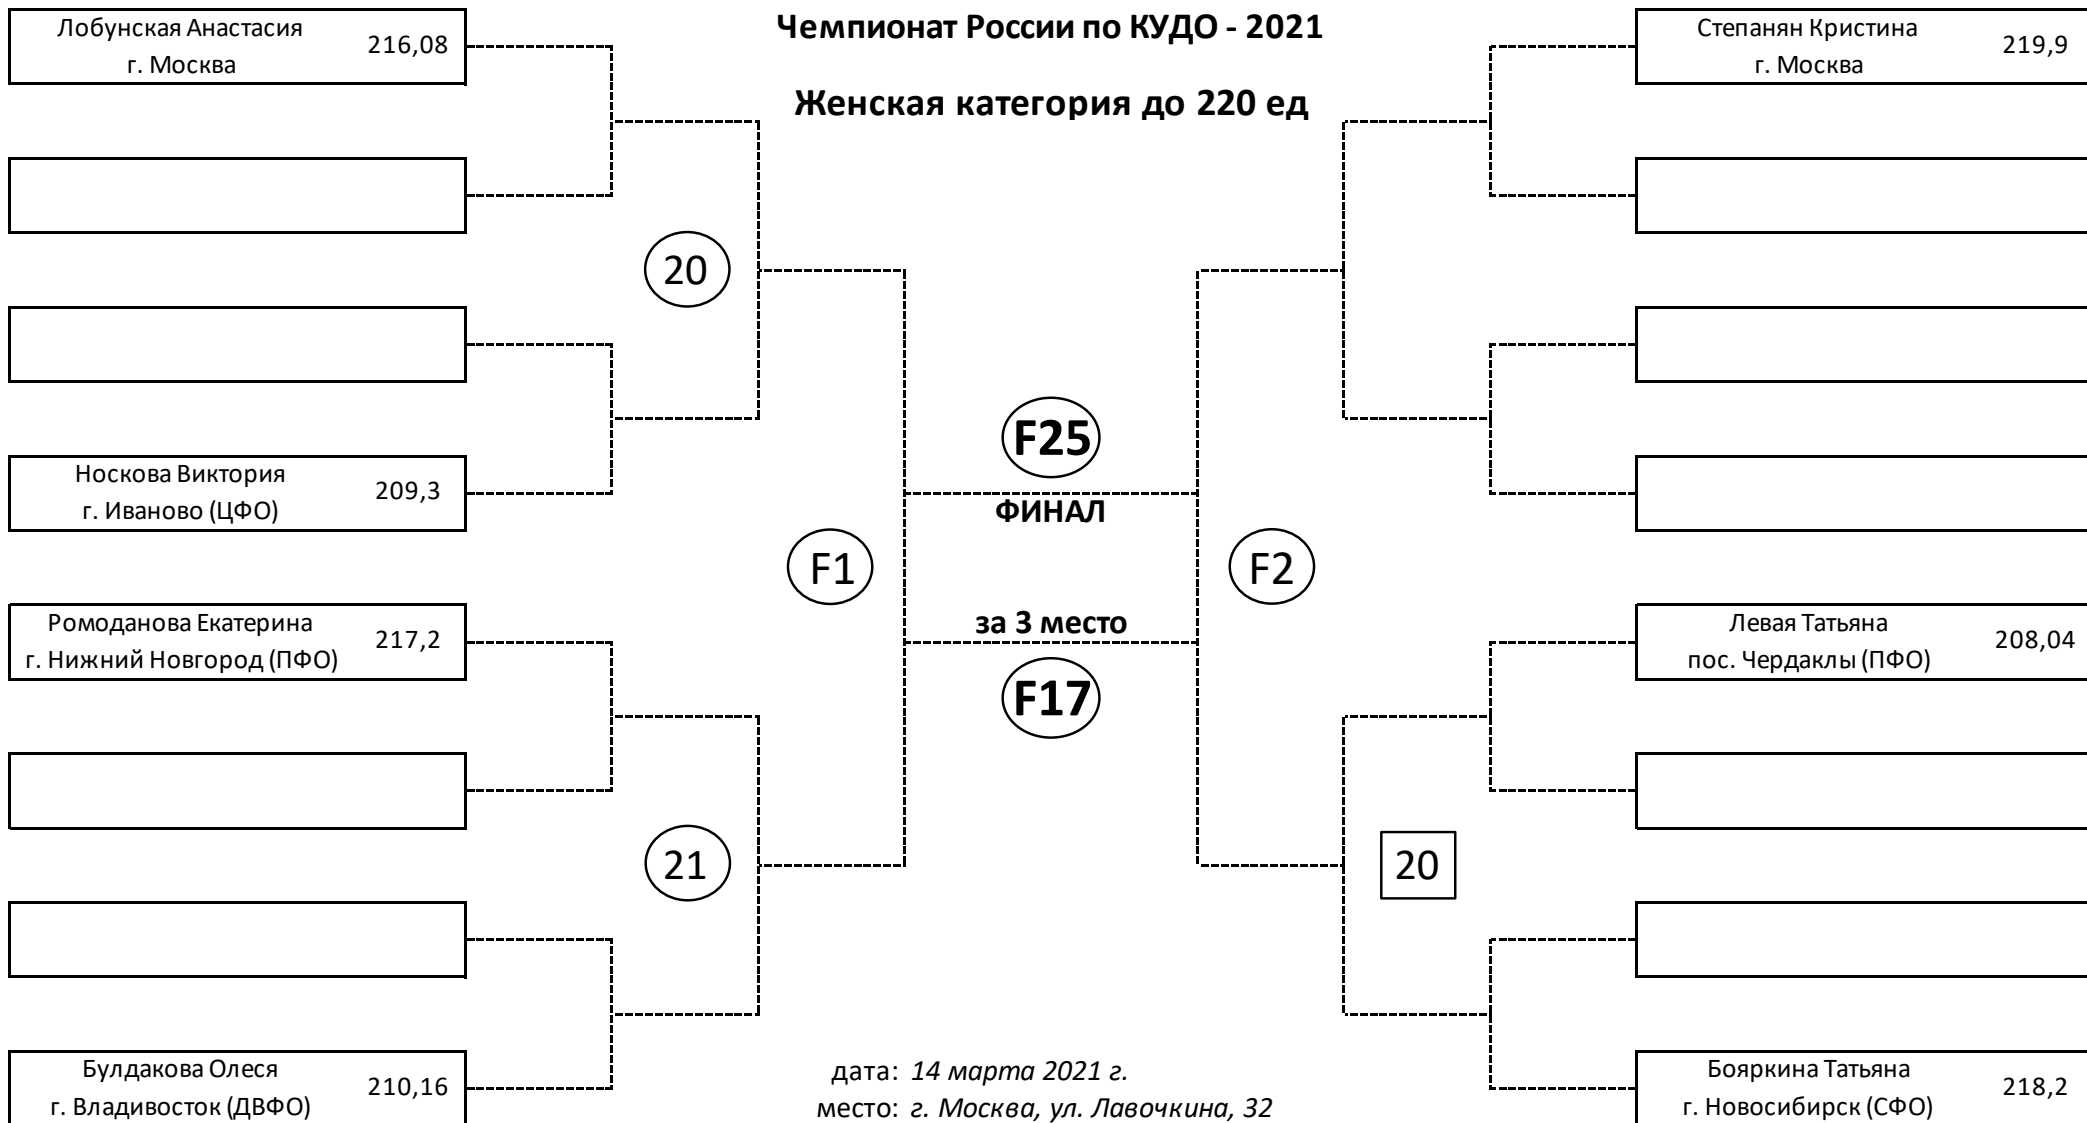 Чемпионат России по КУДО - 2021
Женская категория до 220 ед
Лобунская Анастасия
г. Москва
216,08
Носкова Виктория
г. Иваново (ЦФО)
209,3
Ромоданова Екатерина
г. Нижний Новгород (ПФО)
217,2
Булдакова Олеся
г. Владивосток (ДВФО)
210,16
20
21
F1
F25
ФИНАЛ
за 3 место
F17
F2
20
Степанян Кристина
г. Москва
219,9
Левая Татьяна
пос. Чердаклы (ПФО)
208,04
Бояркина Татьяна
г. Новосибирск (СФО)
218,2
дата: 14 марта 2021 г.
место: г. Москва, ул. Лавочкина, 32